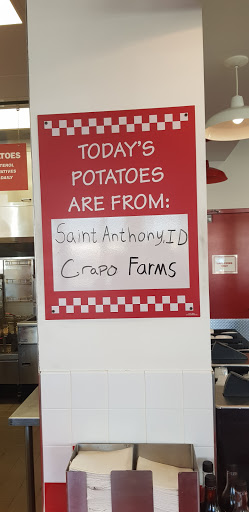 TODAY'S
POTATOES
ARE FROM:
Saint Anthony, ID
Crapo Farms